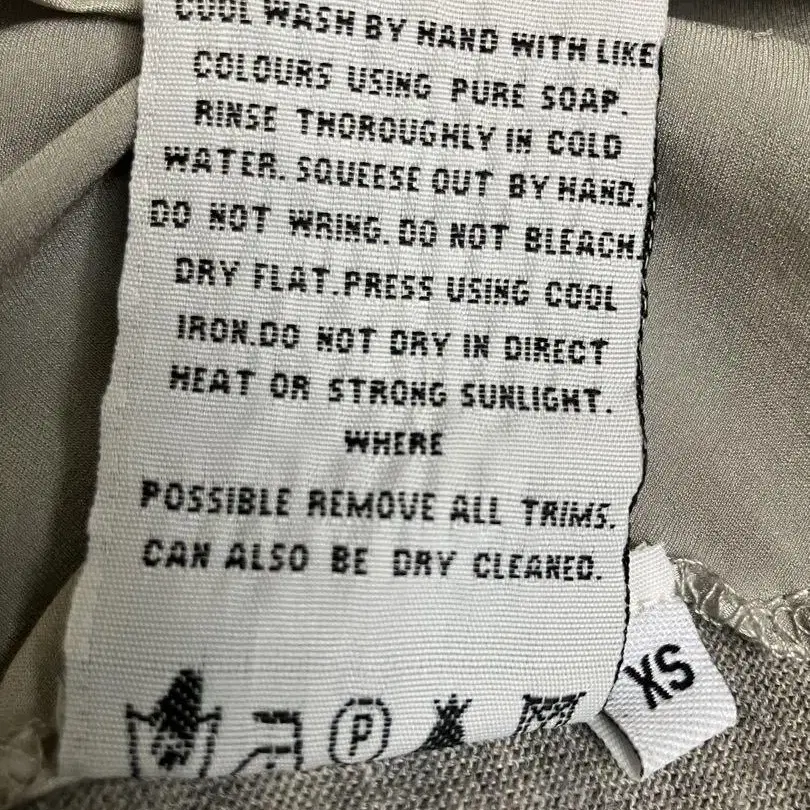 COOL WASH BY HAND WITH LIKE
COLOURS USING PURE SOAP.
RINSE THOROUGHLY IN COLD
WATER. SQUEESE OUT BY HAND.
DO NOT WRING. DO NOT BLEACH.
DRY FLAT.PRESS USING COOL
IRON.DO NOT DRY IN DIRECT
HEAT OR STRONG SUNLIGHT.
WHERE
POSSIBLE REMOVE ALL TRIMS.
CAN ALSO BE DRY CLEANED.
P
XS